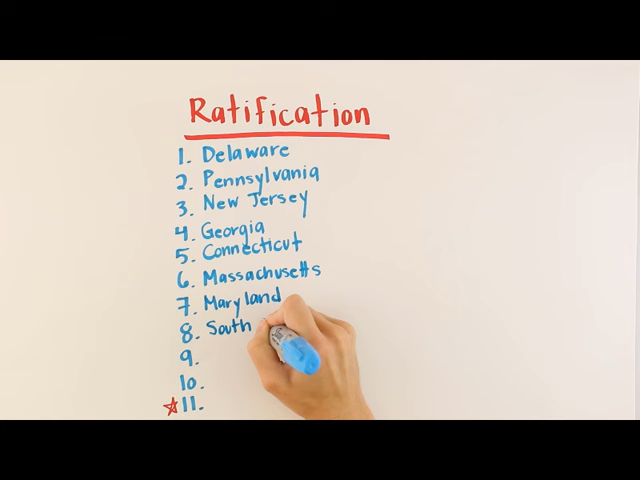 Ratification
1. Delaware
2. Pennsylvania
3. New Jersey
4. Georgia
5. Connecticut
6. Massachusetts
7. Maryland
8. South
9.
10.
11.